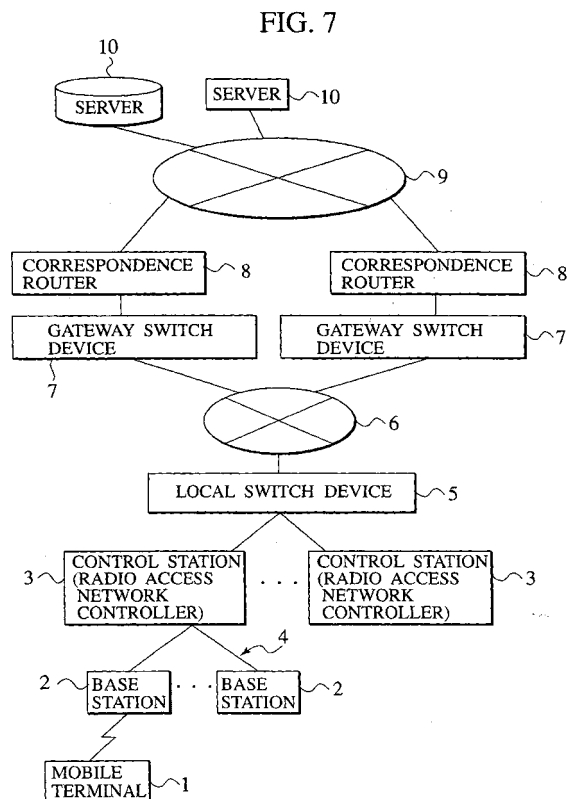 FIG. 7
10
SERVER
SERVER
10
9
CORRESPONDENCE
ROUTER
8
CORRESPONDENCE
ROUTER
8
GATEWAY SWITCH
DEVICE
7
GATEWAY SWITCH
DEVICE
7
6
LOCAL SWITCH DEVICE
5
3
CONTROL STATION
(RADIO ACCESS
NETWORK
CONTROLLER)
. . .
CONTROL STATION
(RADIO ACCESS
NETWORK
CONTROLLER)
3
4
2
BASE
STATION
. . .
BASE
STATION
2
MOBILE
TERMINAL
1